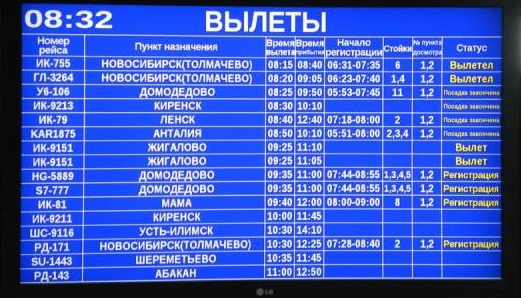 08:32 ВЫЛЕТЫ
Номер рейса Пункт назначения Время вылета Время прибытия Начало регистрации Стойки № пункта досмотра Статус
ИК-755 НОВОСИБИРСК(ТОЛМАЧЕВО) 08:15 08:40 06:31-07:35 6 1,2 Вылетел
ГЛ-3264 НОВОСИБИРСК(ТОЛМАЧЕВО) 08:20 09:05 06:23-07:40 1,4 1,2 Вылетел
У6-106 ДОМОДЕДОВО 08:25 09:50 05:53-07:45 11 1,2 Посадка закончена
ИК-9213 КИРЕНСК 08:30 10:10 Посадка закончена
ИК-79 ЛЕНСК 08:40 12:40 07:18-08:00 2 1,2 Посадка закончена
KAR1875 АНТАЛИЯ 08:50 10:10 05:51-08:00 2,3,4 1,2 Посадка закончена
ИК-9151 ЖИГАЛОВО 09:25 11:10 Вылет
ИК-9151 ЖИГАЛОВО 09:25 11:05 Вылет
HG-5889 ДОМОДЕДОВО 09:35 11:00 07:44-08:55 1,3,4,5 1,2 Регистрация
S7-777 ДОМОДЕДОВО 09:35 11:00 07:44-08:55 1,3,4,5 1,2 Регистрация
ИК-81 МАМА 09:40 12:00 08:00-09:00 8 1,2 Регистрация
ИК-9211 КИРЕНСК 10:00 11:45
ШС-9116 УСТЬ-ИЛИМСК 10:30 14:10
РД-171 НОВОСИБИРСК(ТОЛМАЧЕВО) 10:30 12:25 07:28-08:40 2 1,2 Регистрация
SU-1443 ШЕРЕМЕТЬЕВО 10:35 11:45
РД-143 АБАКАН 11:00 12:50
LG